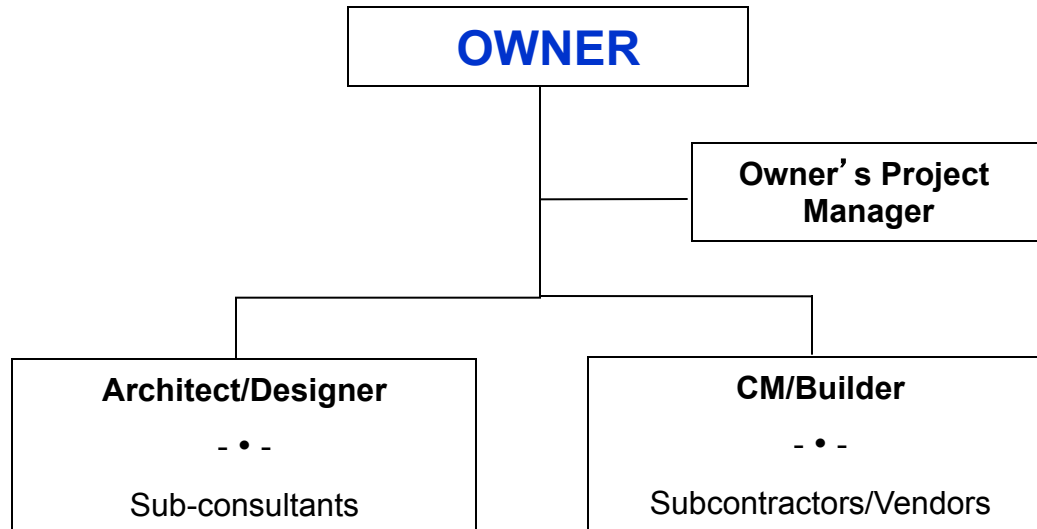 OWNER
Owner’s Project
Manager
Architect/Designer
- • -
Sub-consultants
CM/Builder
- • -
Subcontractors/Vendors